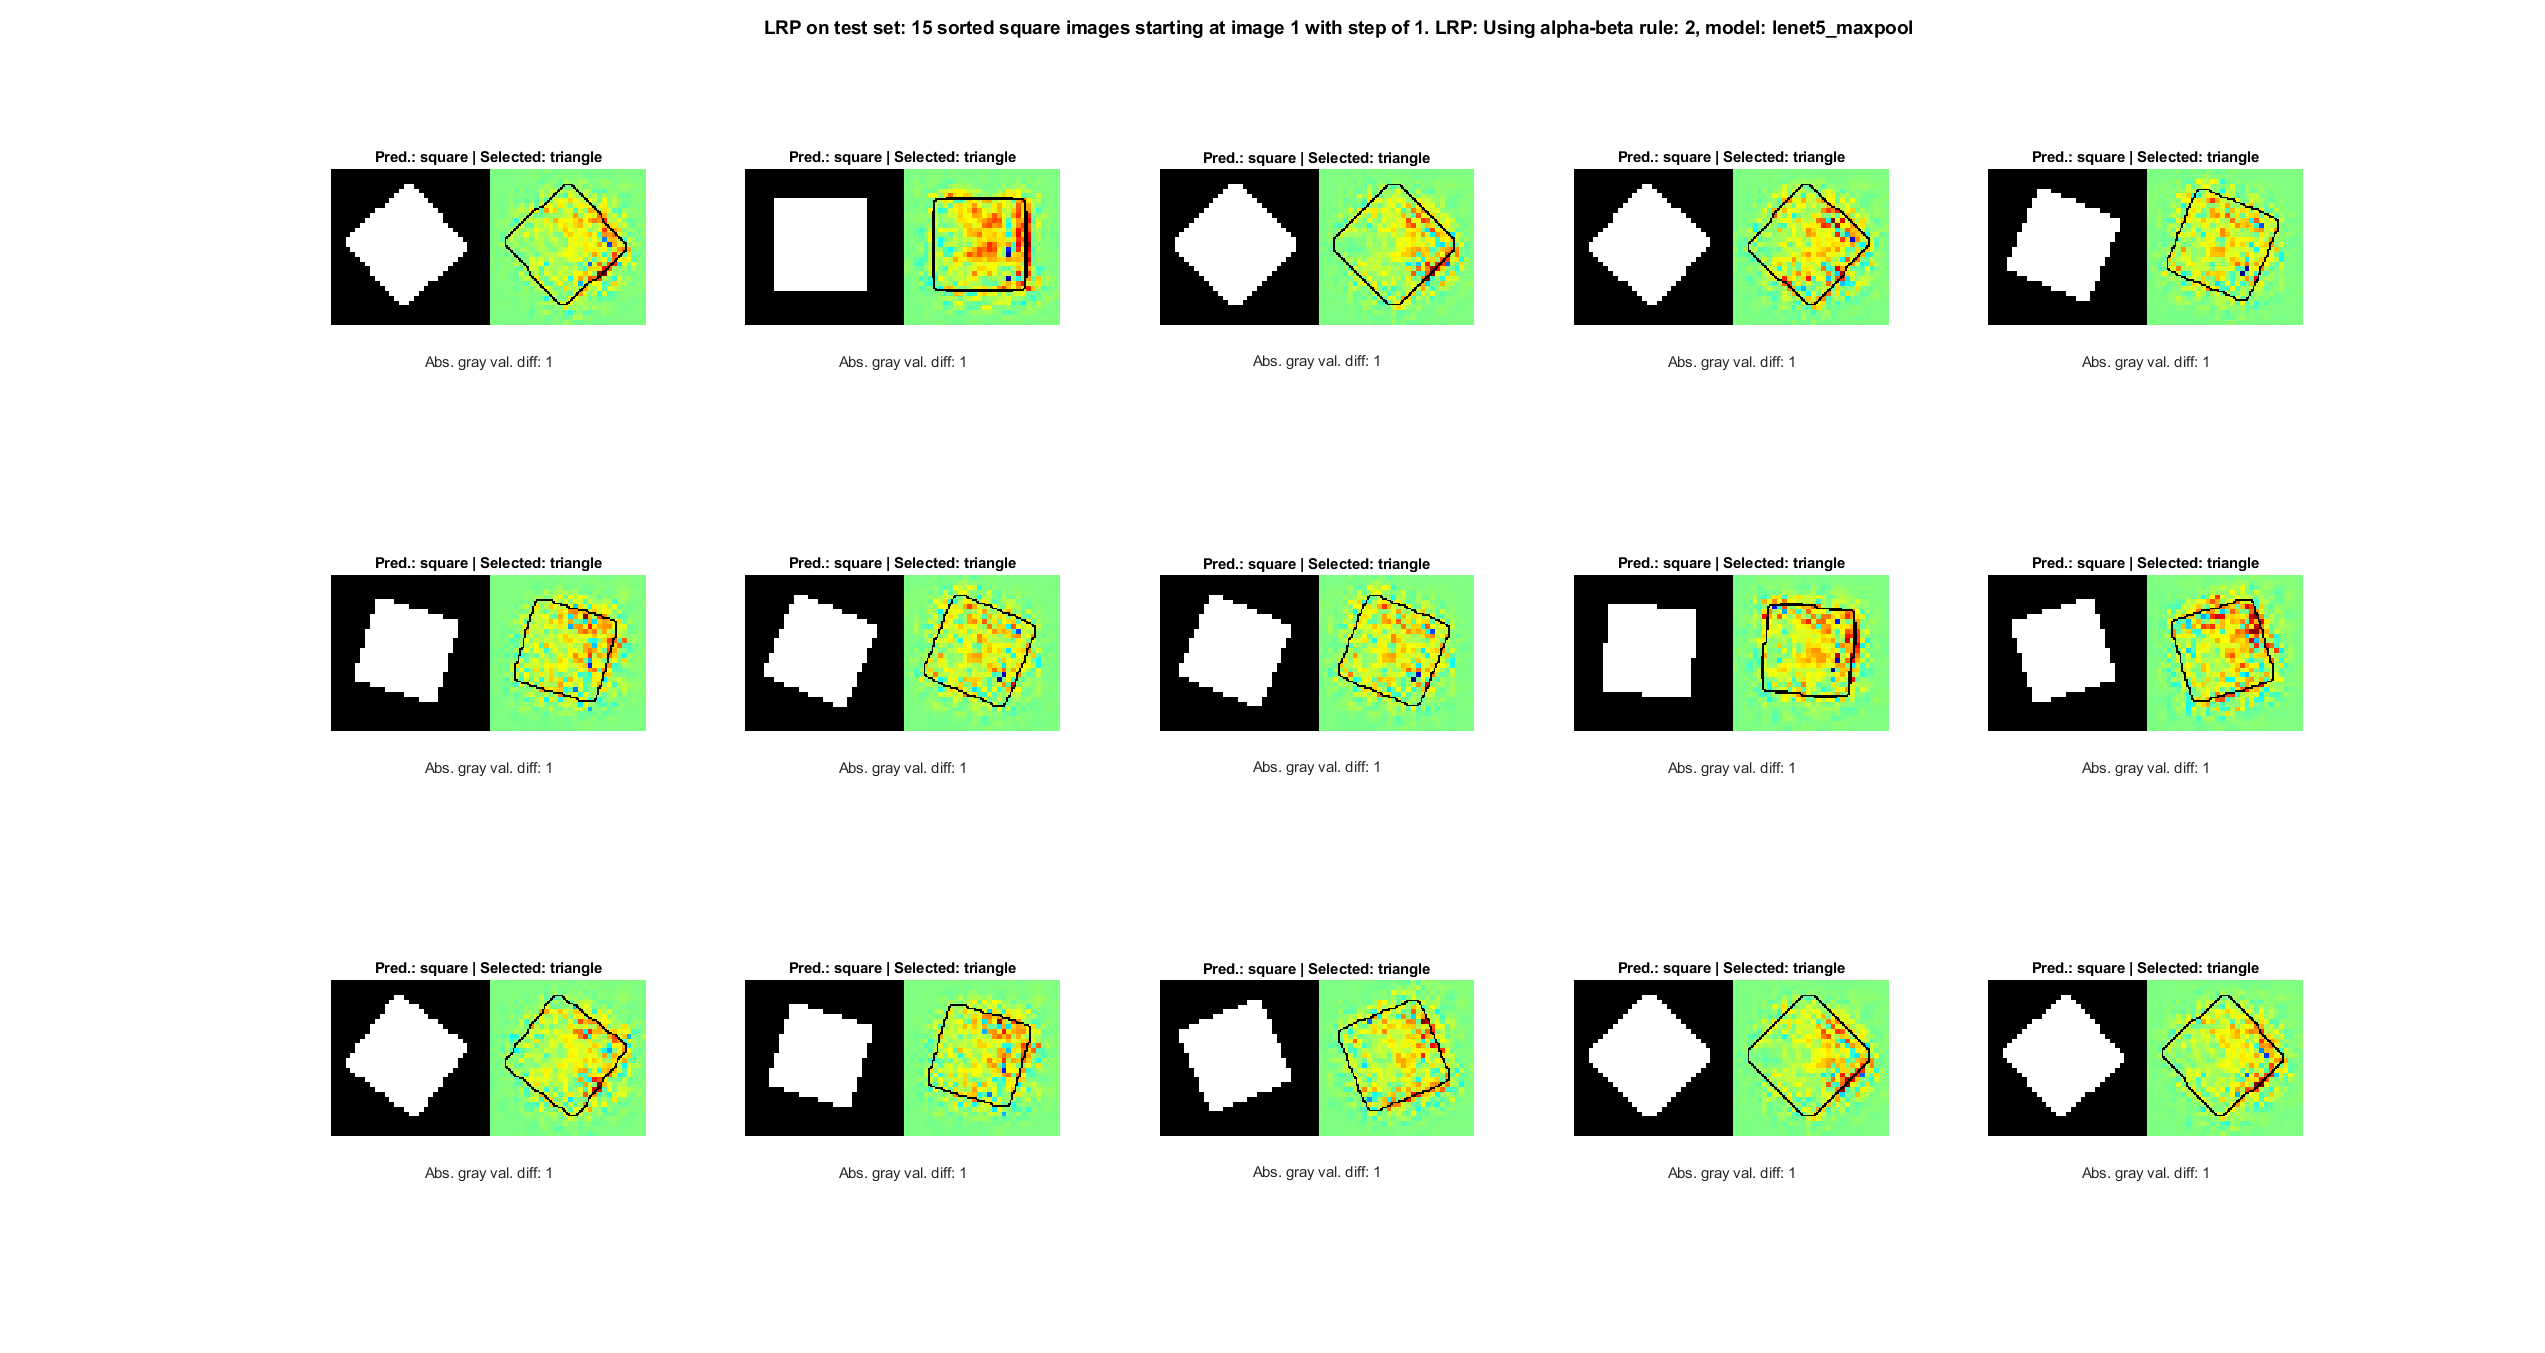 LRP on test set: 15 sorted square images starting at image 1 with step of 1. LRP: Using alpha-beta rule: 2, model: lenet5_maxpool
Pred.: square | Selected: triangle
Pred.: square | Selected: triangle
Pred.: square | Selected: triangle
Pred.: square | Selected: triangle
Pred.: square | Selected: triangle
Abs. gray val. diff: 1
Abs. gray val. diff: 1
Abs. gray val. diff: 1
Abs. gray val. diff: 1
Abs. gray val. diff: 1
Pred.: square | Selected: triangle
Pred.: square | Selected: triangle
Pred.: square | Selected: triangle
Pred.: square | Selected: triangle
Pred.: square | Selected: triangle
Abs. gray val. diff: 1
Abs. gray val. diff: 1
Abs. gray val. diff: 1
Abs. gray val. diff: 1
Abs. gray val. diff: 1
Pred.: square | Selected: triangle
Pred.: square | Selected: triangle
Pred.: square | Selected: triangle
Pred.: square | Selected: triangle
Pred.: square | Selected: triangle
Abs. gray val. diff: 1
Abs. gray val. diff: 1
Abs. gray val. diff: 1
Abs. gray val. diff: 1
Abs. gray val. diff: 1